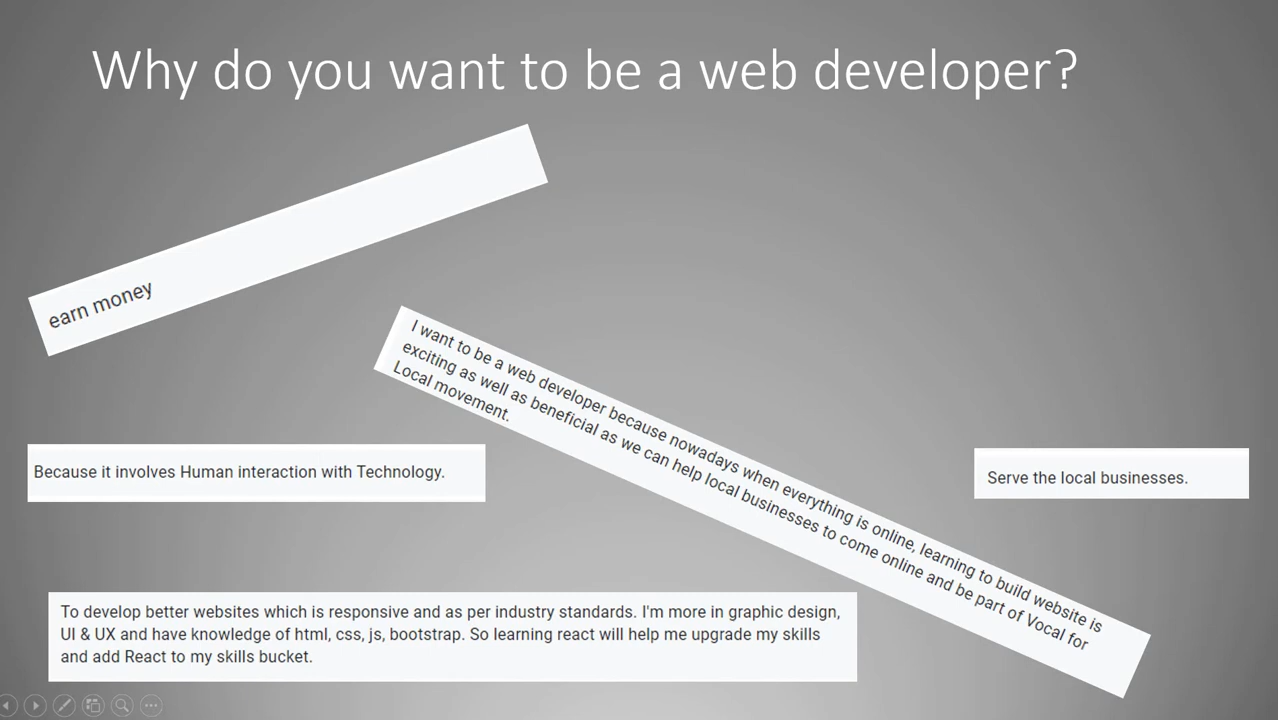 Why do you want to be a web developer?
earn money
I want to be a web developer because nowadays when everything is online, learning to build website is
exciting as well as beneficial as we can help local businesses to come online and be part of Vocal for
Local movement.
Because it involves Human interaction with Technology.
Serve the local businesses.
To develop better websites which is responsive and as per industry standards. I'm more in graphic design,
UI & UX and have knowledge of html, css, js, bootstrap. So learning react will help me upgrade my skills
and add React to my skills bucket.